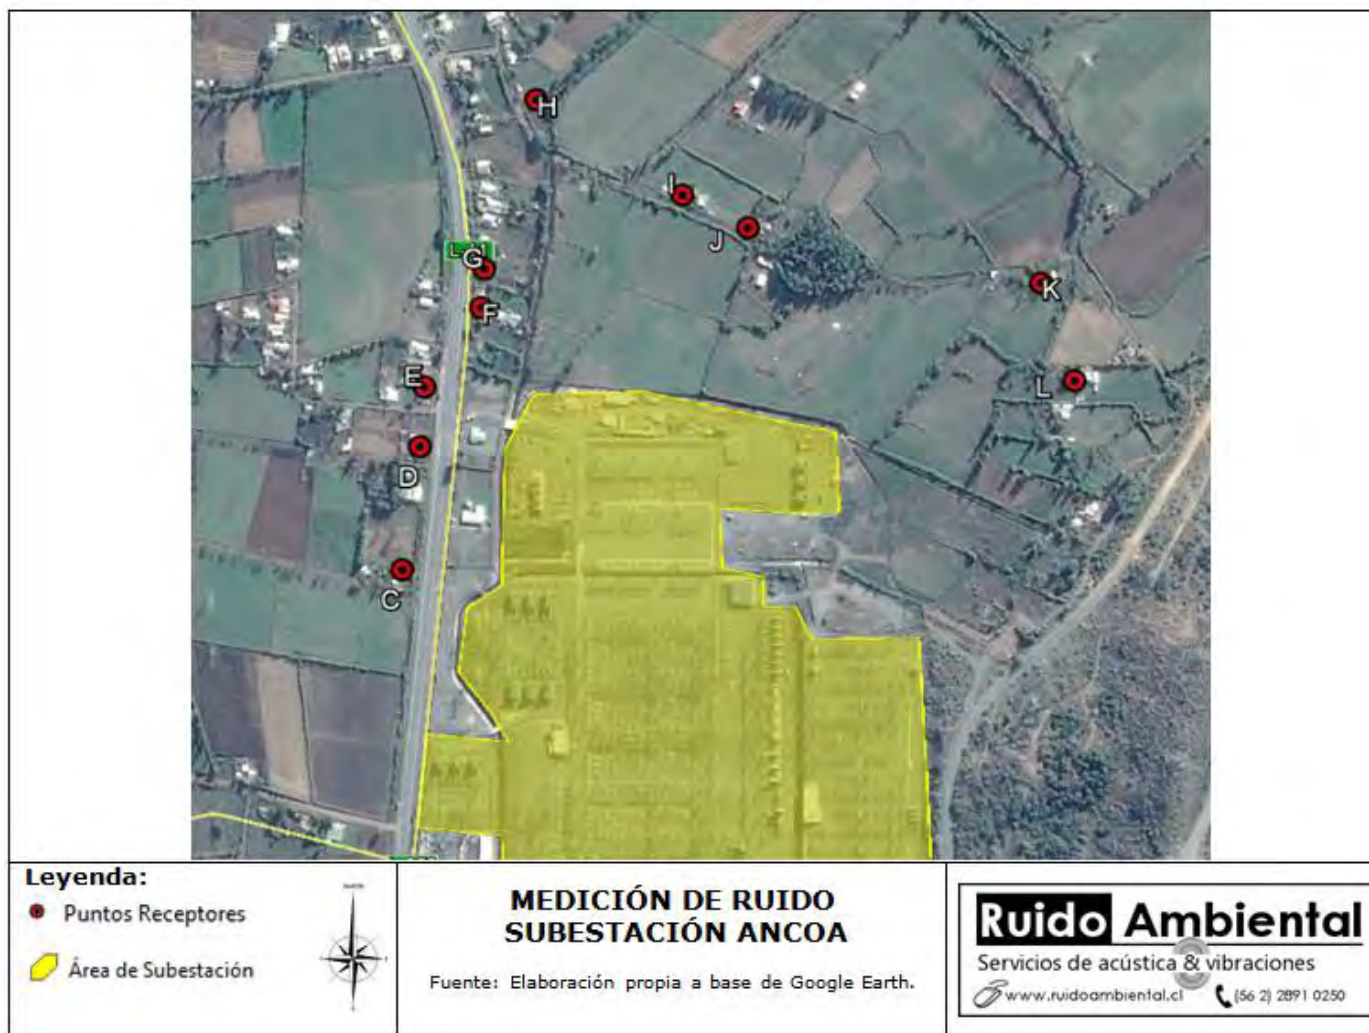 H
I
J
G
F
K
E
L
D
C
Leyenda:
Puntos Receptores
Área de Subestación
MEDICIÓN DE RUIDO
SUBESTACIÓN ANCOA
Fuente: Elaboración propia a base de Google Earth.
Ruido Ambiental
Servicios de acústica & vibraciones
www.ruidoambiental.cl (56 2) 2891 0250